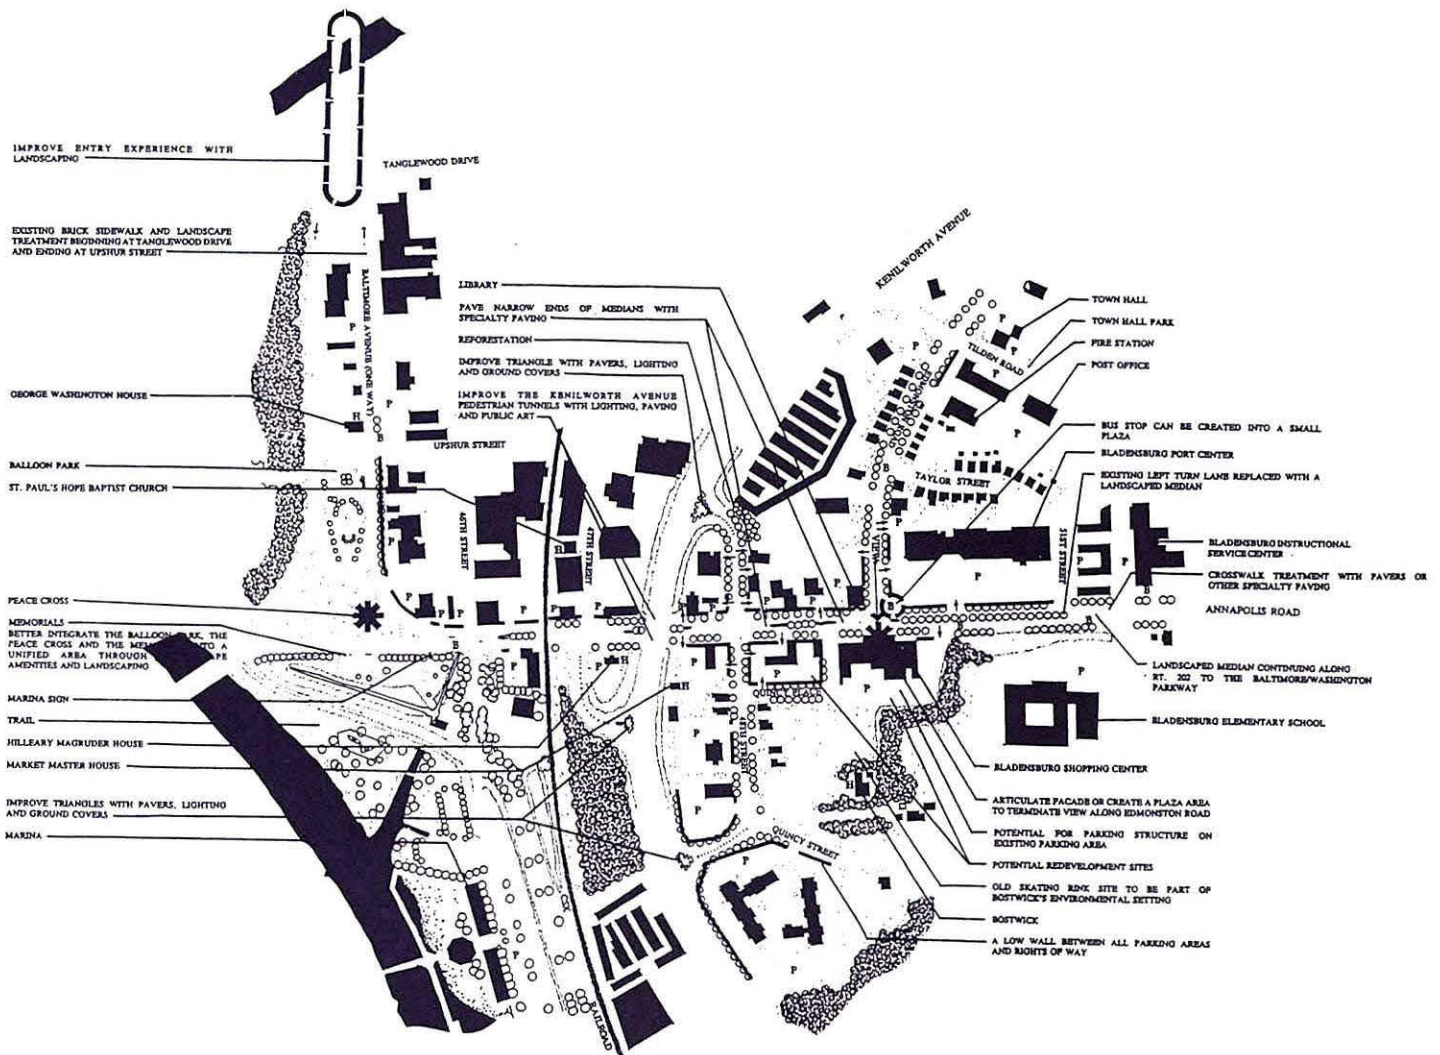 IMPROVE ENTRY EXPERIENCE WITH
LANDSCAPING
TANGLEWOOD DRIVE
EXISTING BRICK SIDEWALK AND LANDSCAPE
TREATMENT BEGINNING AT TANGLEWOOD DRIVE
AND ENDING AT UPSHUR STREET
BALTIMORE AVENUE (ONE WAY)
GEORGE WASHINGTON HOUSE
UPSHUR STREET
BALLOON PARK
ST. PAUL'S HOPE BAPTIST CHURCH
46TH STREET
47TH STREET
PEACE CROSS
MEMORIALS
BETTER INTEGRATE THE BALLOON PARK, THE
PEACE CROSS AND THE
UNIFIED AREA THROUGH
AMENITIES AND LANDSCAPING
MARINA SIGN
TRAIL
HILLEARY MAGRUDER HOUSE
MARKET MASTER HOUSE
IMPROVE TRIANGLES WITH PAVERS, LIGHTING
AND GROUND COVERS
MARINA
RAILROAD
LIBRARY
PAVE NARROW ENDS OF MEDIANS WITH
SPECIALTY PAVING
REFORESTATION
IMPROVE TRIANGLE WITH PAVERS, LIGHTING
AND GROUND COVERS
IMPROVE THE KENILWORTH AVENUE
PEDESTRIAN TUNNELS WITH LIGHTING, PAVING
AND PUBLIC ART
KENILWORTH AVENUE
TILDEN ROAD
TAYLOR STREET
VIEW
51ST STREET
ANNAPOLIS ROAD
QUINCY PLACE
48TH STREET
QUINCY STREET
TOWN HALL
TOWN HALL PARK
FIRE STATION
POST OFFICE
BUS STOP CAN BE CREATED INTO A SMALL
PLAZA
BLADENSBURG PORT CENTER
EXISTING LEFT TURN LANE REPLACED WITH A
LANDSCAPED MEDIAN
BLADENSBURG INSTRUCTIONAL
SERVICE CENTER
CROSSWALK TREATMENT WITH PAVERS OR
OTHER SPECIALTY PAVING
LANDSCAPED MEDIAN CONTINUING ALONG
RT. 202 TO THE BALTIMORE/WASHINGTON
PARKWAY
BLADENSBURG ELEMENTARY SCHOOL
BLADENSBURG SHOPPING CENTER
ARTICULATE FACADE OR CREATE A PLAZA AREA
TO TERMINATE VIEW ALONG EDMONSTON ROAD
POTENTIAL FOR PARKING STRUCTURE ON
EXISTING PARKING AREA
POTENTIAL REDEVELOPMENT SITES
OLD SKATING RINK SITE TO BE PART OF
BOSTWICK'S ENVIRONMENTAL SETTING
BOSTWICK
A LOW WALL BETWEEN ALL PARKING AREAS
AND RIGHTS OF WAY